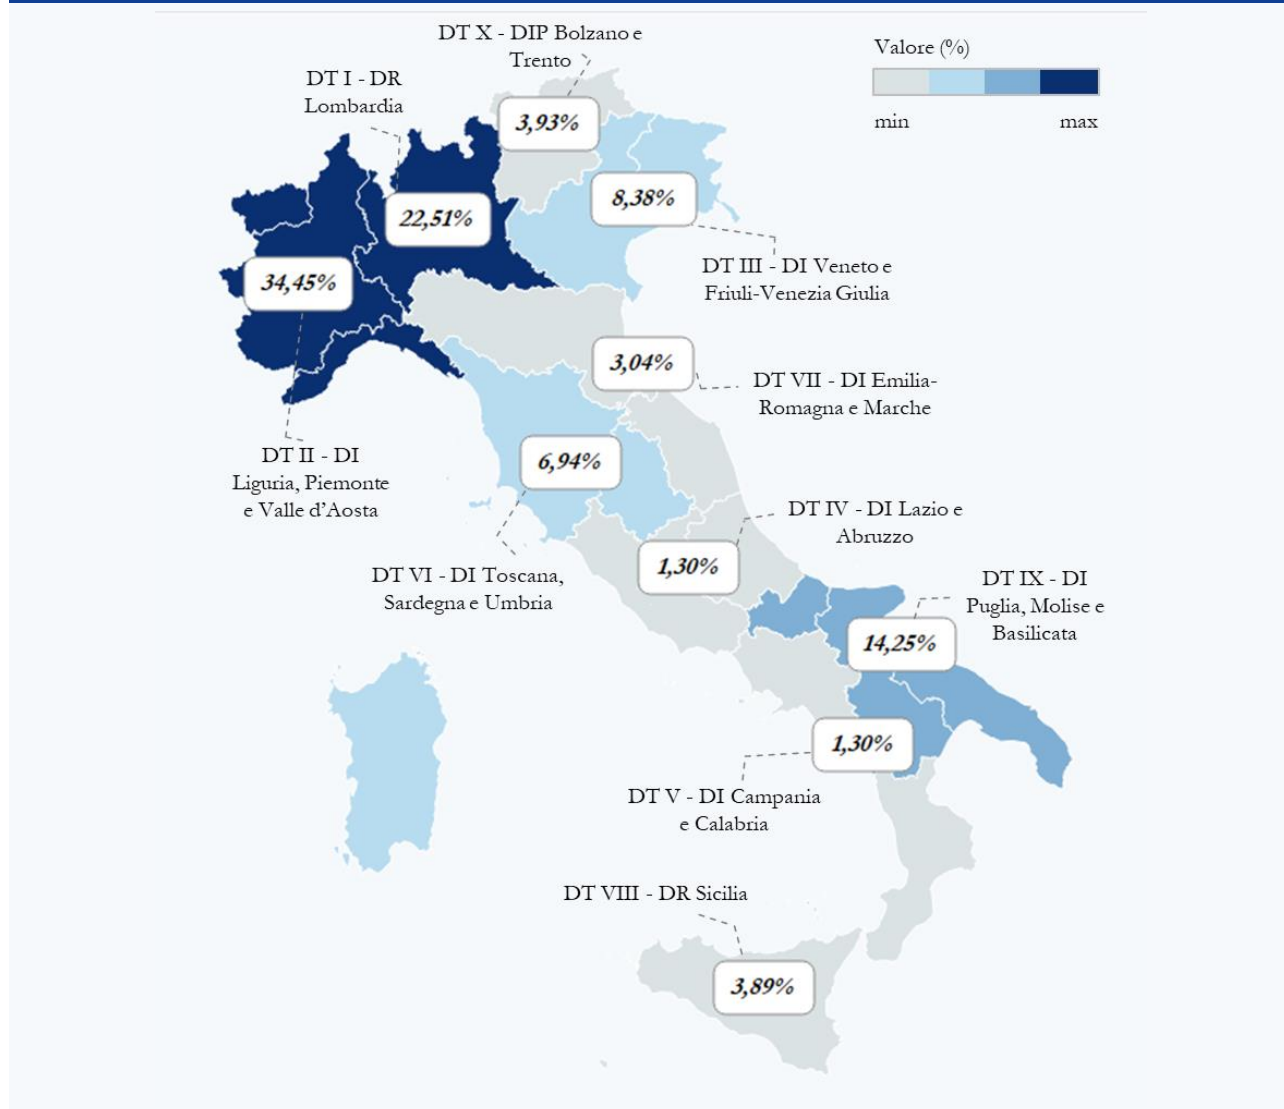 DT X - DIP Bolzano e
Trento
Valore (%)
min
max
DT I - DR
Lombardia
3,93%
8,38%
22,51%
34,45%
DT III - DI Veneto e
Friuli-Venezia Giulia
3,04%
DT VII - DI Emilia-
Romagna e Marche
DT II - DI
Liguria, Piemonte
e Valle d’Aosta
6,94%
DT IV - DI Lazio e
Abruzzo
1,30%
DT VI - DI Toscana,
Sardegna e Umbria
DT IX - DI
Puglia, Molise e
Basilicata
14,25%
1,30%
DT V - DI Campania
e Calabria
DT VIII - DR Sicilia
3,89%